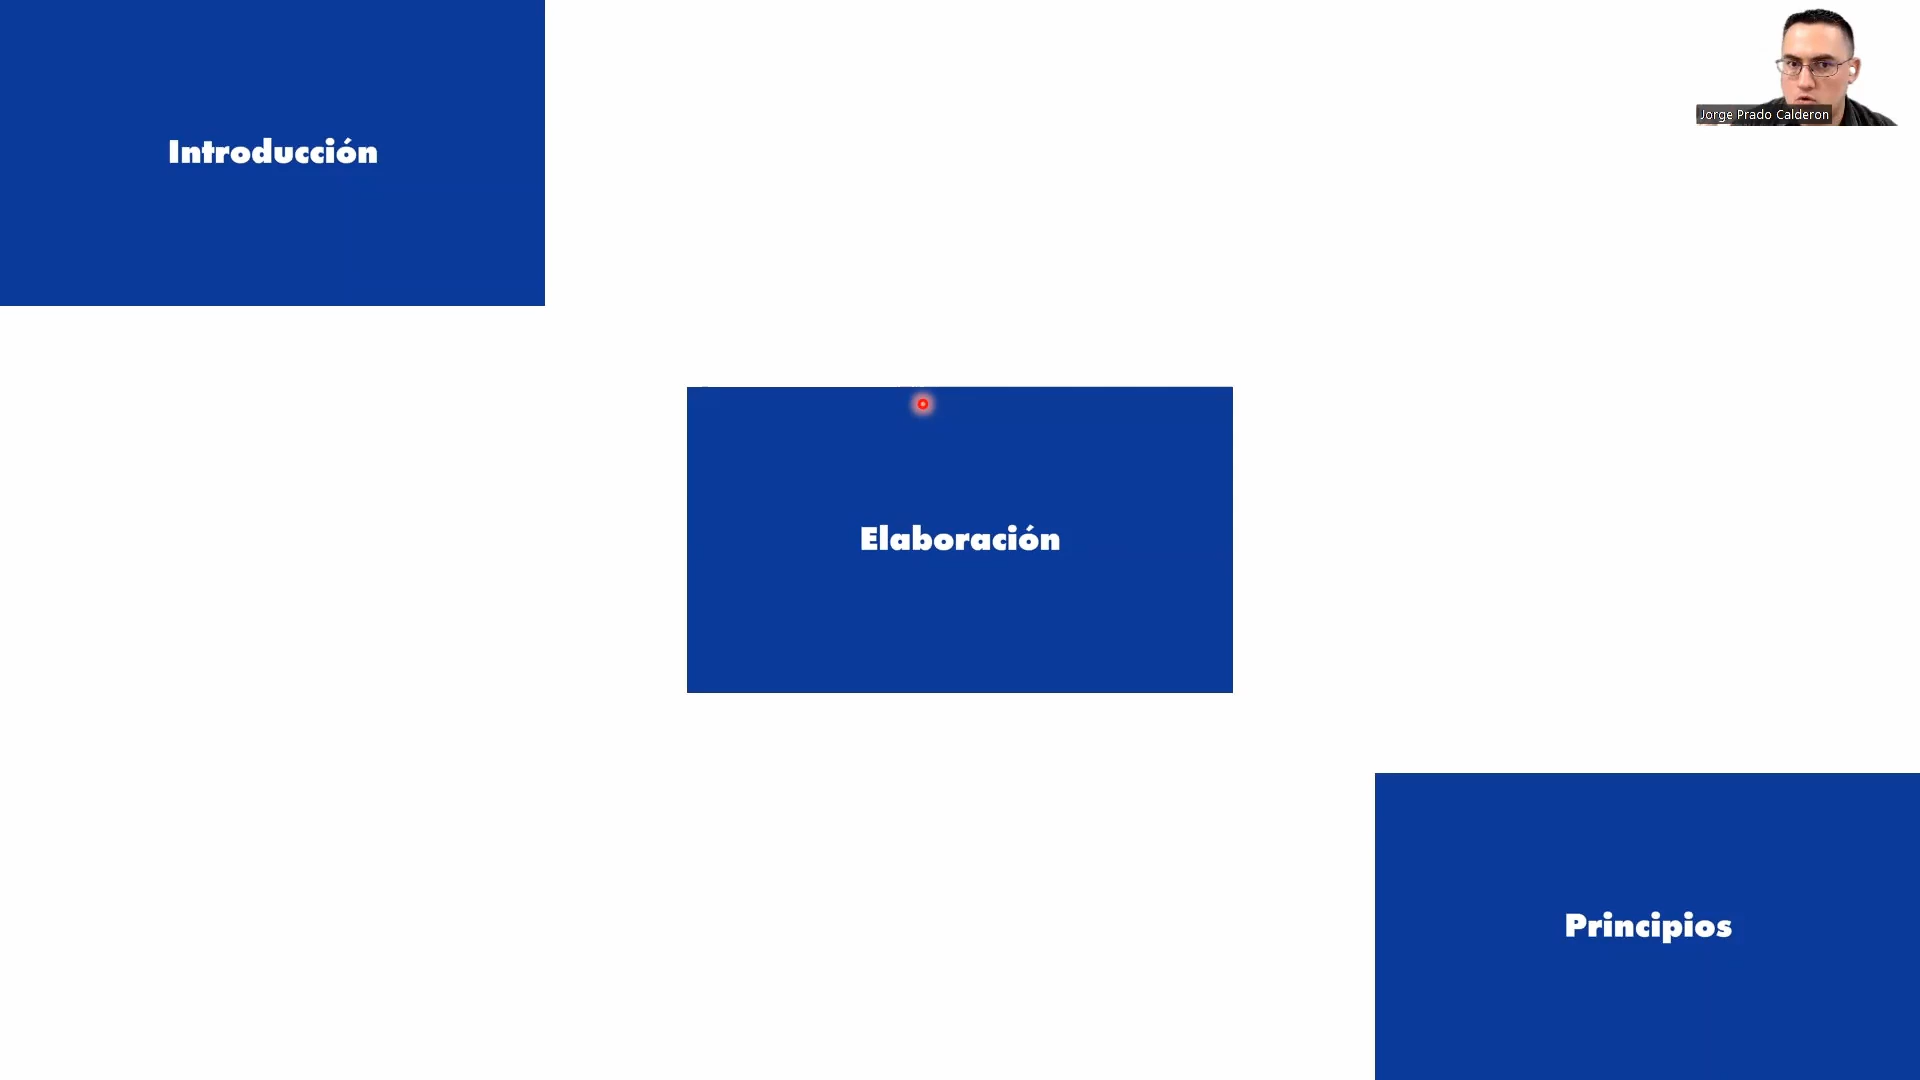 Introducción
Jorge Prado Calderon
Elaboración
Principios